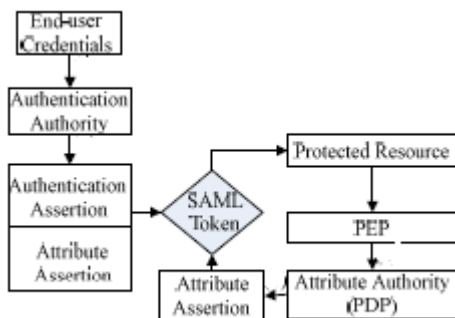 End-user
Credentials
Authentication
Authority
Authentication
Assertion
Attribute
Assertion
SAML
Token
Protected Resource
PEP
Attribute Authority
(PDP)
Attribute
Assertion